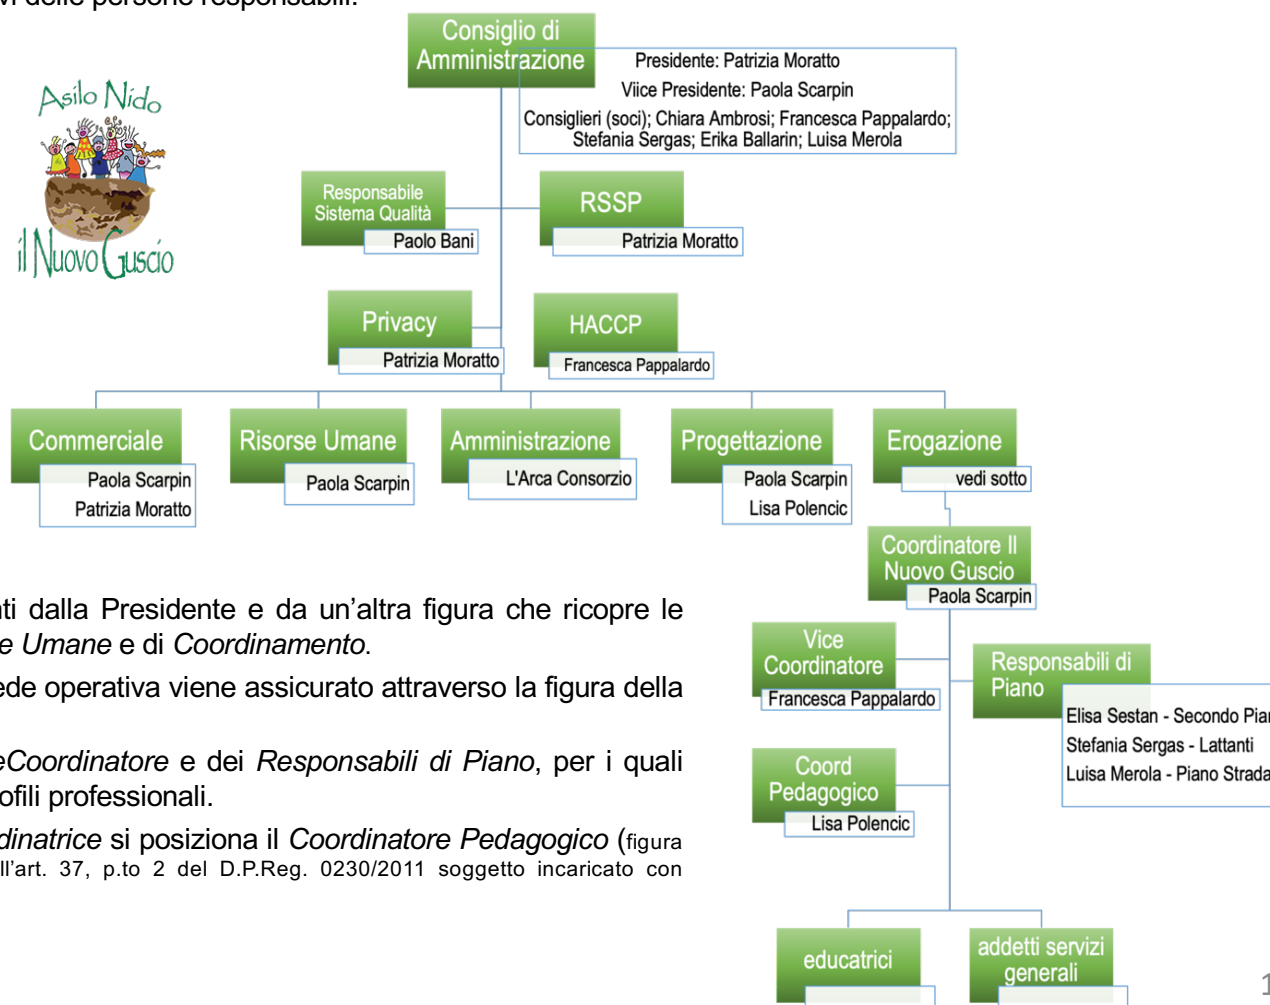 vi delle persone responsabili.
Consiglio di
Amministrazione
Presidente: Patrizia Moratto
Viice Presidente: Paola Scarpin
Consiglieri (soci); Chiara Ambrosi; Francesca Pappalardo;
Stefania Sergas; Erika Ballarin; Luisa Merola
Asilo Nido
il Nuovo Guscio
Responsabile
Sistema Qualità
Paolo Bani
RSSP
Patrizia Moratto
Privacy
Patrizia Moratto
HACCP
Francesca Pappalardo
Commerciale
Paola Scarpin
Patrizia Moratto
Risorse Umane
Paola Scarpin
Amministrazione
L'Arca Consorzio
Progettazione
Paola Scarpin
Lisa Polencic
Erogazione
vedi sotto
Coordinatore Il
Nuovo Guscio
Paola Scarpin
Vice
Coordinatore
Francesca Pappalardo
Responsabili di
Piano
Elisa Sestan - Secondo Pian
Stefania Sergas - Lattanti
Luisa Merola - Piano Strada
Coord
Pedagogico
Lisa Polencic
educatrici
addetti servizi
generali
ti dalla Presidente e da un’altra figura che ricopre le
e Umane e di Coordinamento.
ede operativa viene assicurato attraverso la figura della
eCoordinatore e dei Responsabili di Piano, per i quali
ofili professionali.
dinatrice si posiziona il Coordinatore Pedagogico (figura
ll’art. 37, p.to 2 del D.P.Reg. 0230/2011 soggetto incaricato con
1